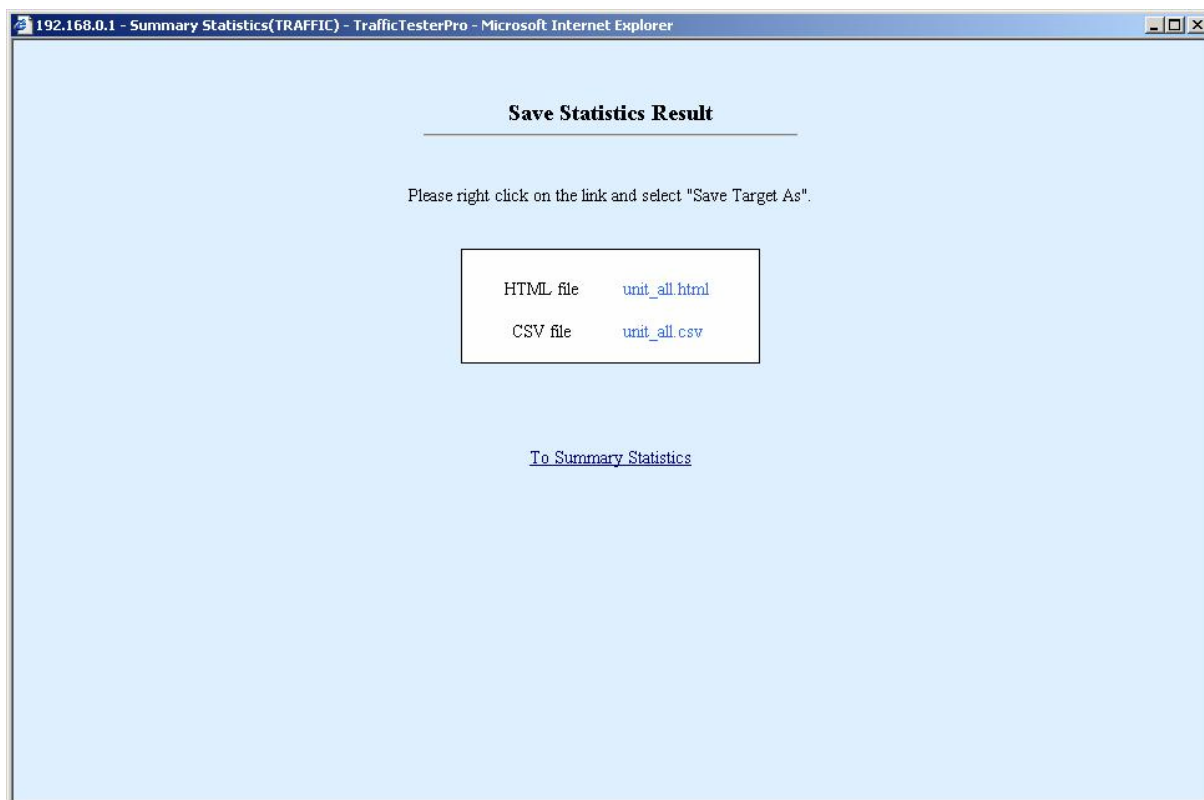 192.168.0.1 - Summary Statistics(TRAFFIC) - TrafficTesterPro - Microsoft Internet Explorer
Save Statistics Result
Please right click on the link and select "Save Target As".
HTML file unit_all.html
CSV file unit_all.csv
To Summary Statistics